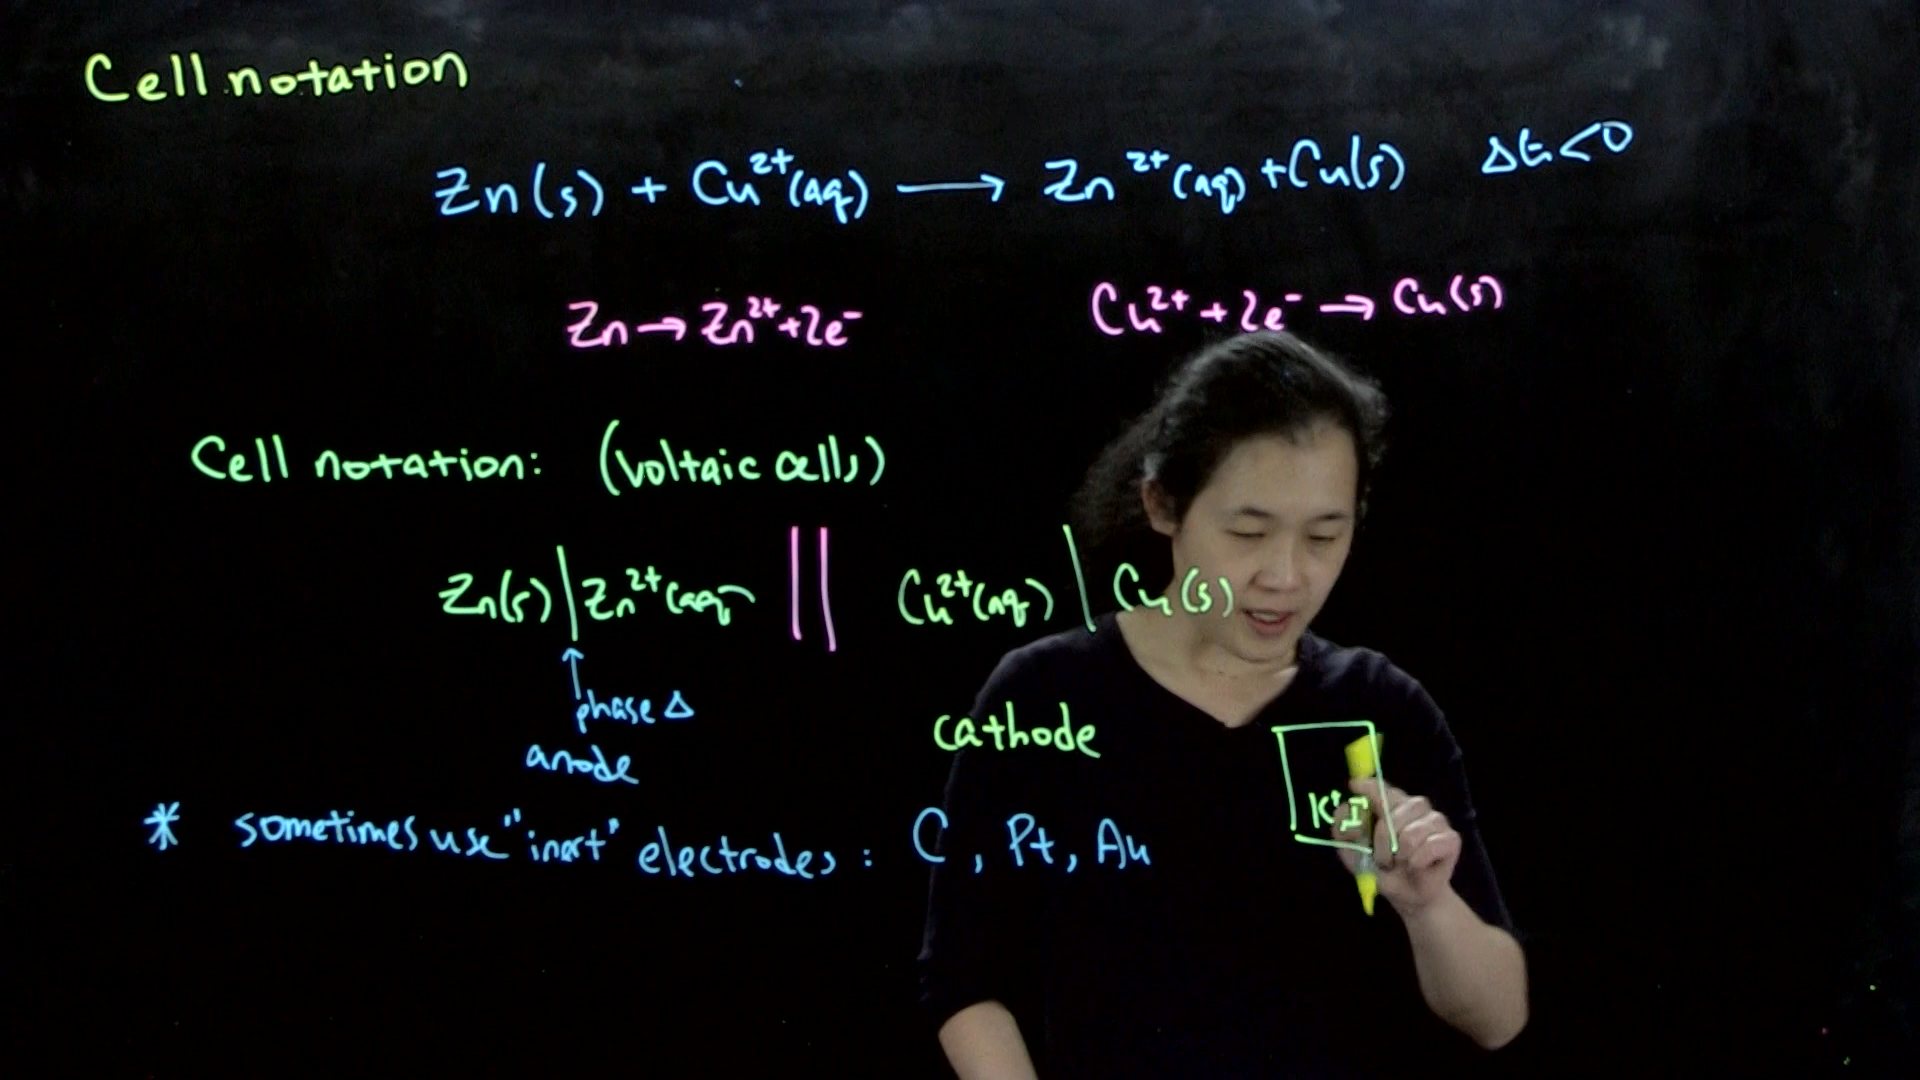 Cell notation
Zn(s) + Cu²⁺(aq) ⟶ Zn²⁺(aq) + Cu(s) ΔG<0
Zn → Zn²⁺+2e⁻ Cu²⁺ + 2e⁻ → Cu(s)
Cell notation: (voltaic cells)
Zn(s) | Zn²⁺(aq) || Cu²⁺(aq) | Cu(s)
↑
phase Δ
anode cathode
K⁺, I⁻
* sometimes use "inert" electrodes: C, Pt, Au